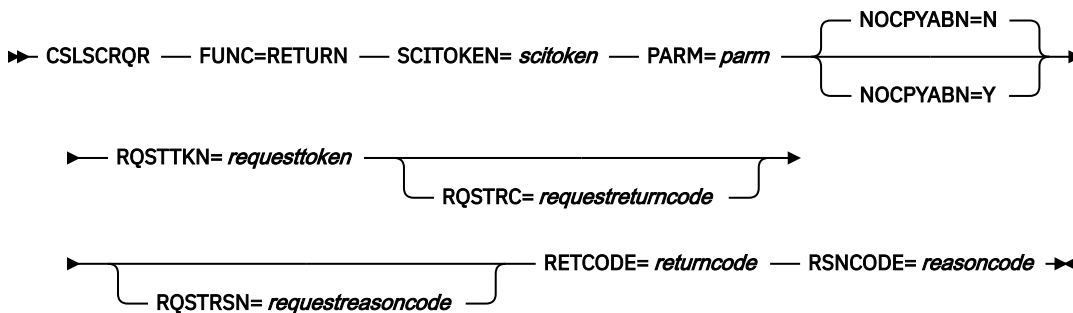 NOCPYABN=N
CSLSCRQR FUNC=RETURN SCITOKEN= scitoken PARM= parm
NOCPYABN=Y
RQSTTKN= requesttoken
RQSTRC= requestreturncode
RETCODE= returncode RSNCODE= reasoncode
RQSTRSN= requestreasoncode